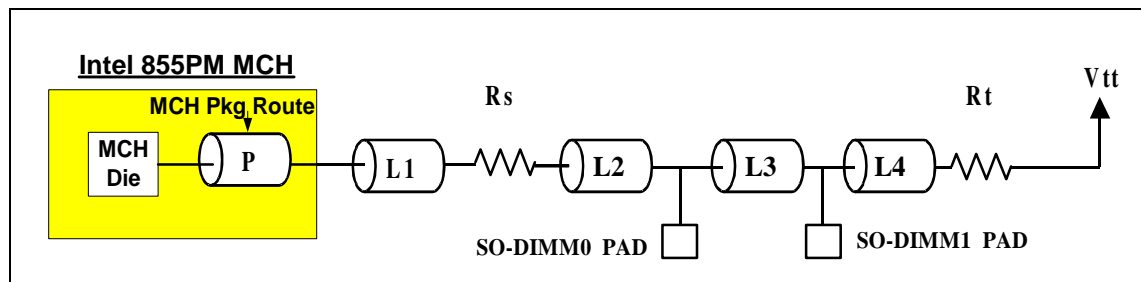 Intel 855PM MCH
MCH Pkg Route
MCH
Die
P
L1
Rs
L2
L3
L4
Rt
Vtt
SO-DIMM0 PAD
SO-DIMM1 PAD